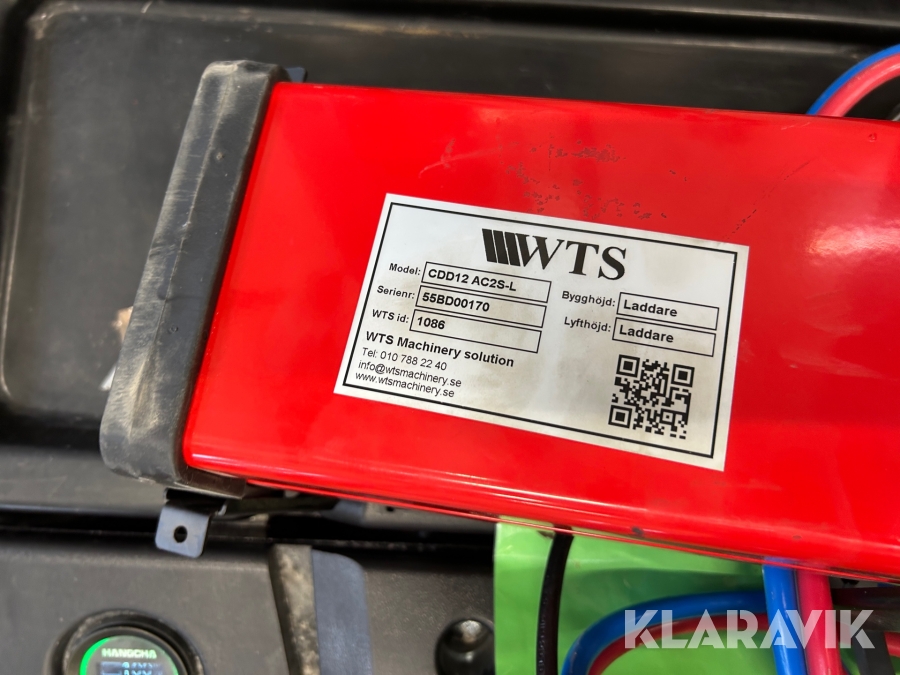 WTS
Model: CDD12 AC2S-L
Serienr: 55BD00170
WTS id: 1086
Bygghöjd: Laddare
Lyfthöjd: Laddare
WTS Machinery solution
Tel: 010 788 22 40
info@wtsmachinery.se
www.wtsmachinery.se
HANGCHA
KLARAVIK